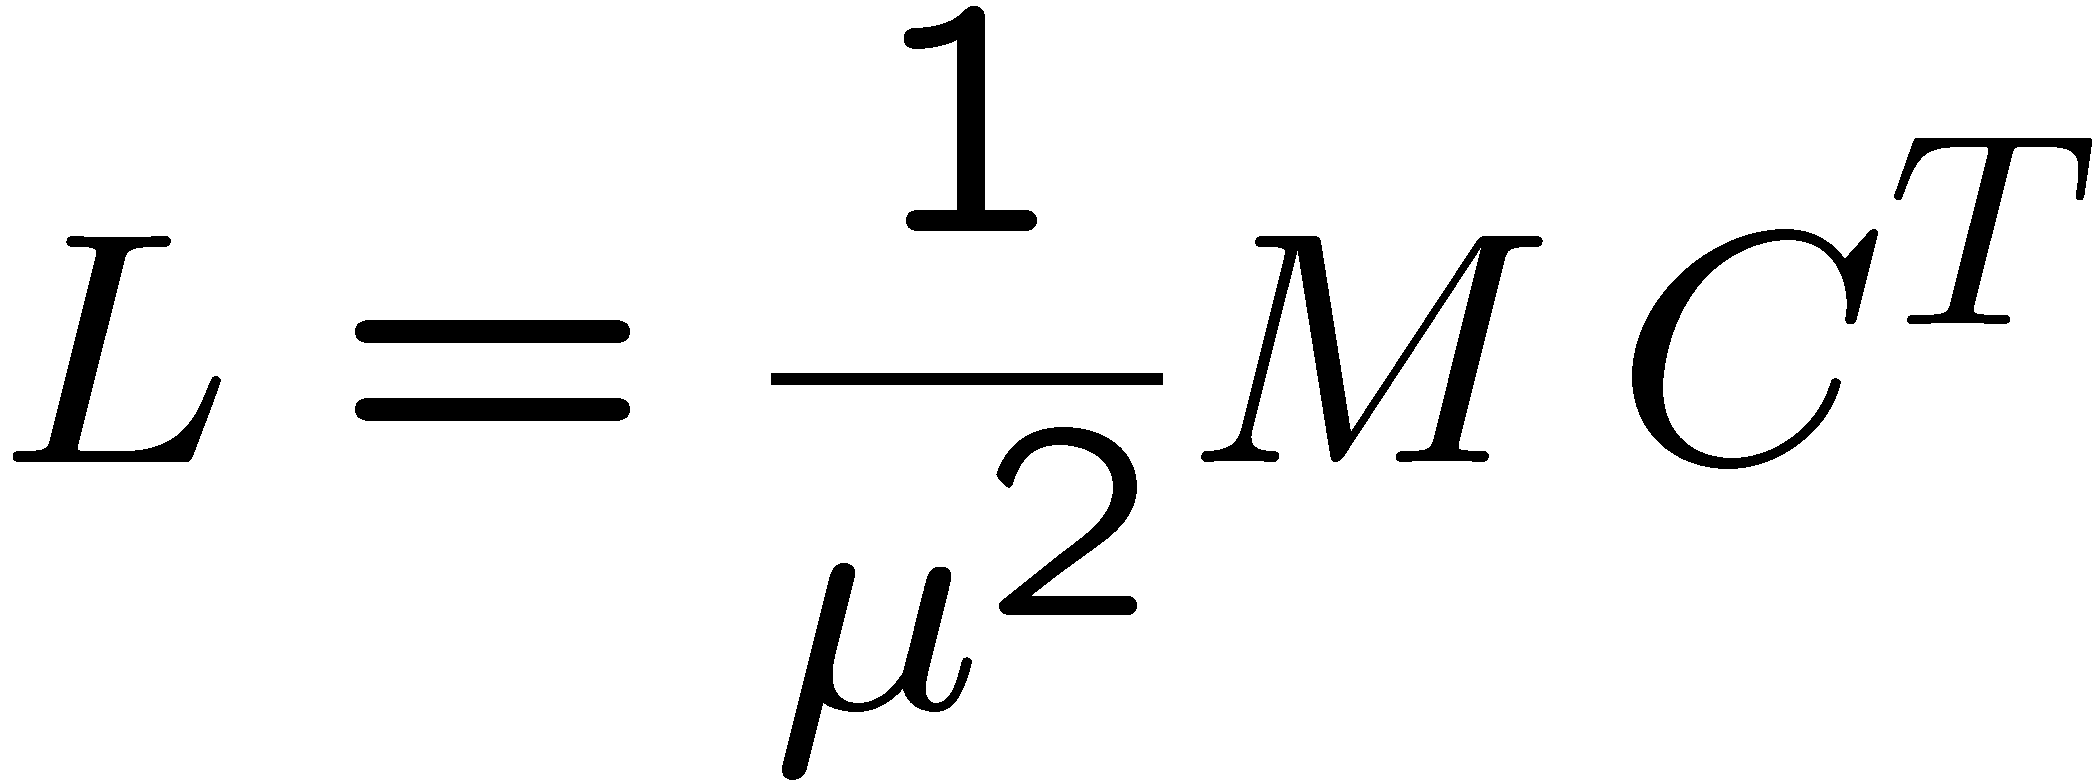 L = \frac{1}{\mu^2} M C^T